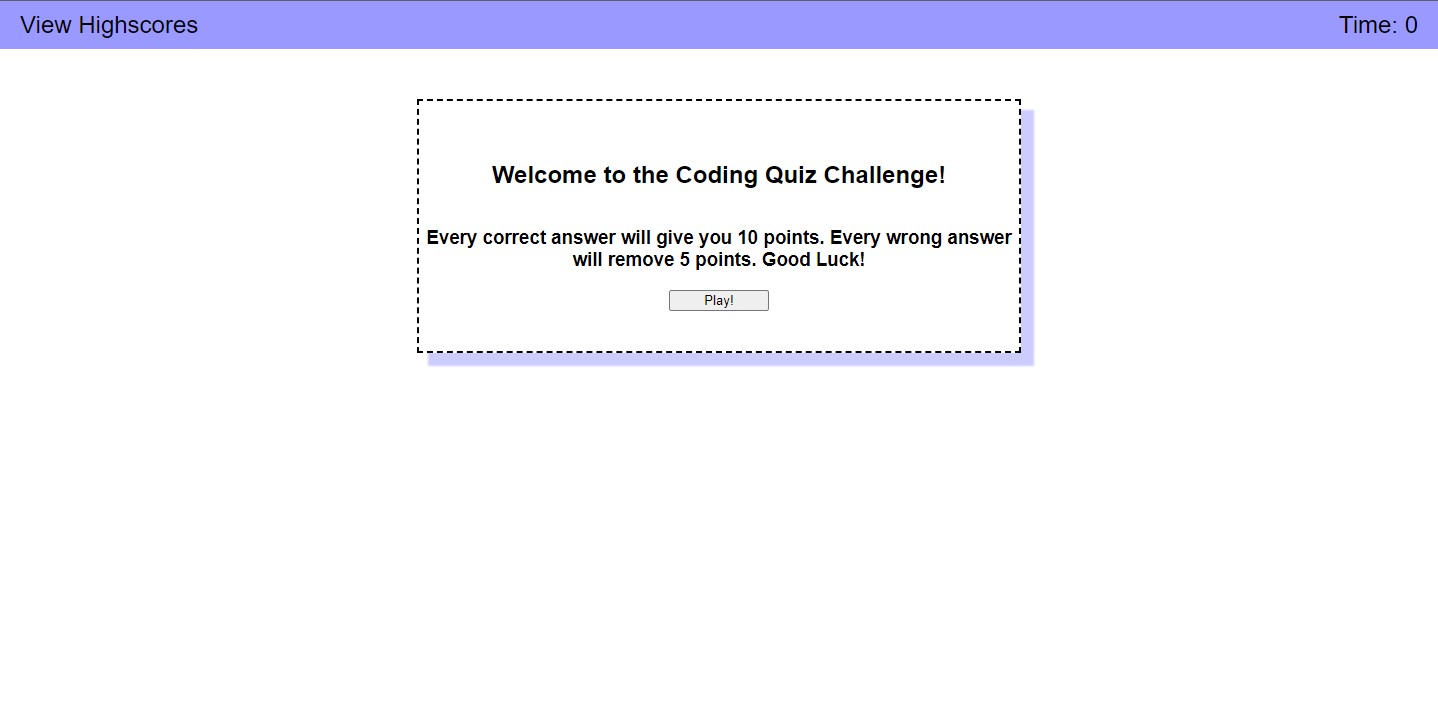 View Highscores
Time: 0
Welcome to the Coding Quiz Challenge!
Every correct answer will give you 10 points. Every wrong answer
will remove 5 points. Good Luck!
Play!